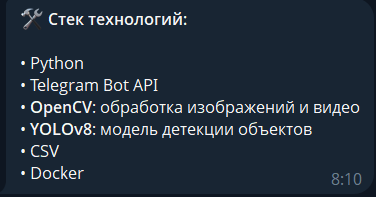 🛠 Стек технологий:
• Python
• Telegram Bot API
• OpenCV: обработка изображений и видео
• YOLOv8: модель детекции объектов
• CSV
• Docker
8:10